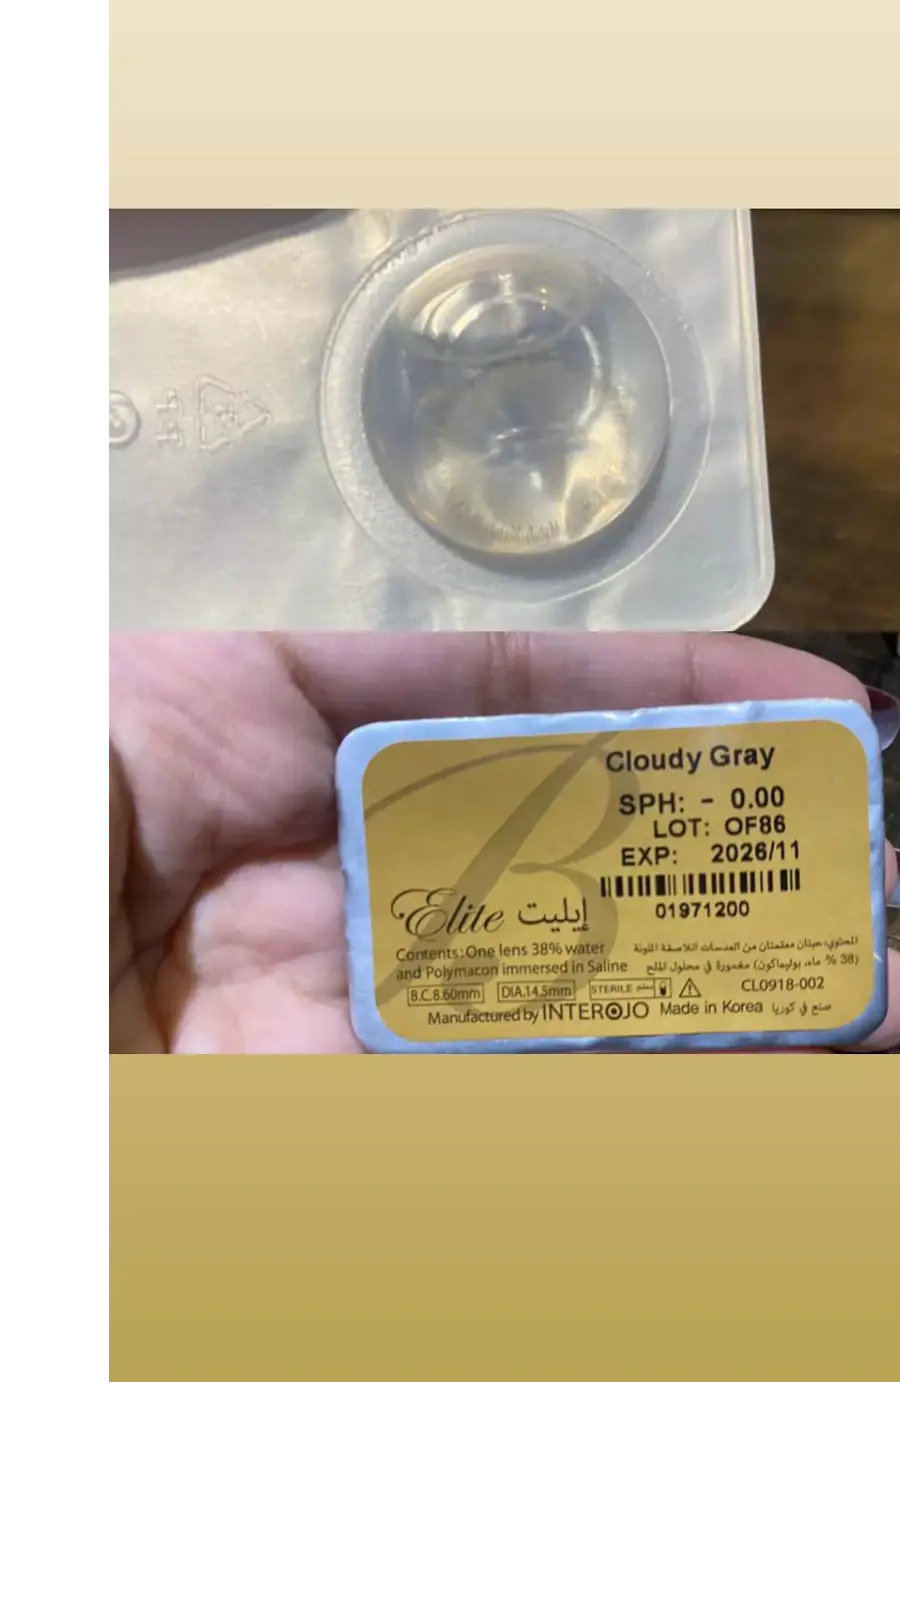 Cloudy Gray
SPH: - 0.00
LOT: OF86
EXP: 2026/11
01971200
Elite إيليت
Contents: One lens 38% water
and Polymacon immersed in Saline
المحتوي: حبتان معقمتان من العدسات اللاصقة الملونة
(38 % ماء، بوليماكون) مغمورة في محلول الملح
B.C.8.60mm DIA.14.5mm STERILE CL0918-002
Manufactured by INTEROJO Made in Korea صنع في كوريا